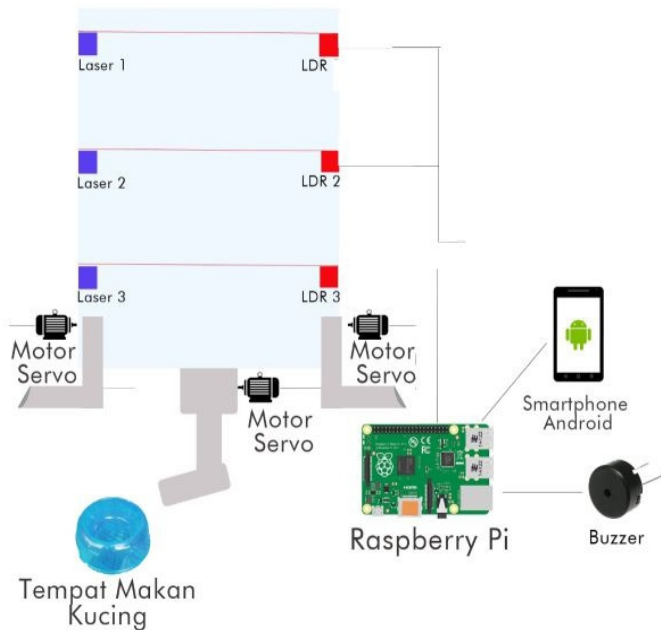 Laser 1
LDR
Laser 2
LDR 2
Laser 3
LDR 3
Motor
Servo
Motor
Servo
Motor
Servo
Smartphone
Android
Raspberry Pi
Buzzer
Tempat Makan
Kucing